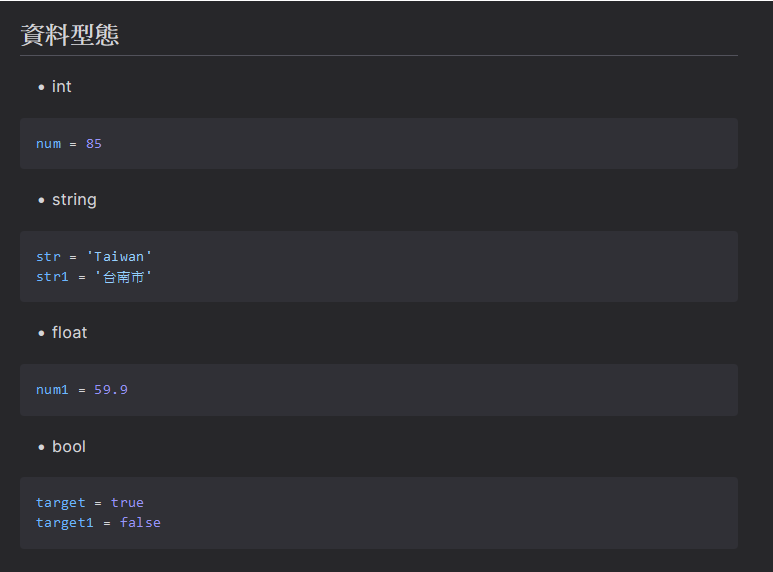 資料型態
• int
num = 85
• string
str = 'Taiwan'
str1 = '台南市'
• float
num1 = 59.9
• bool
target = true
target1 = false